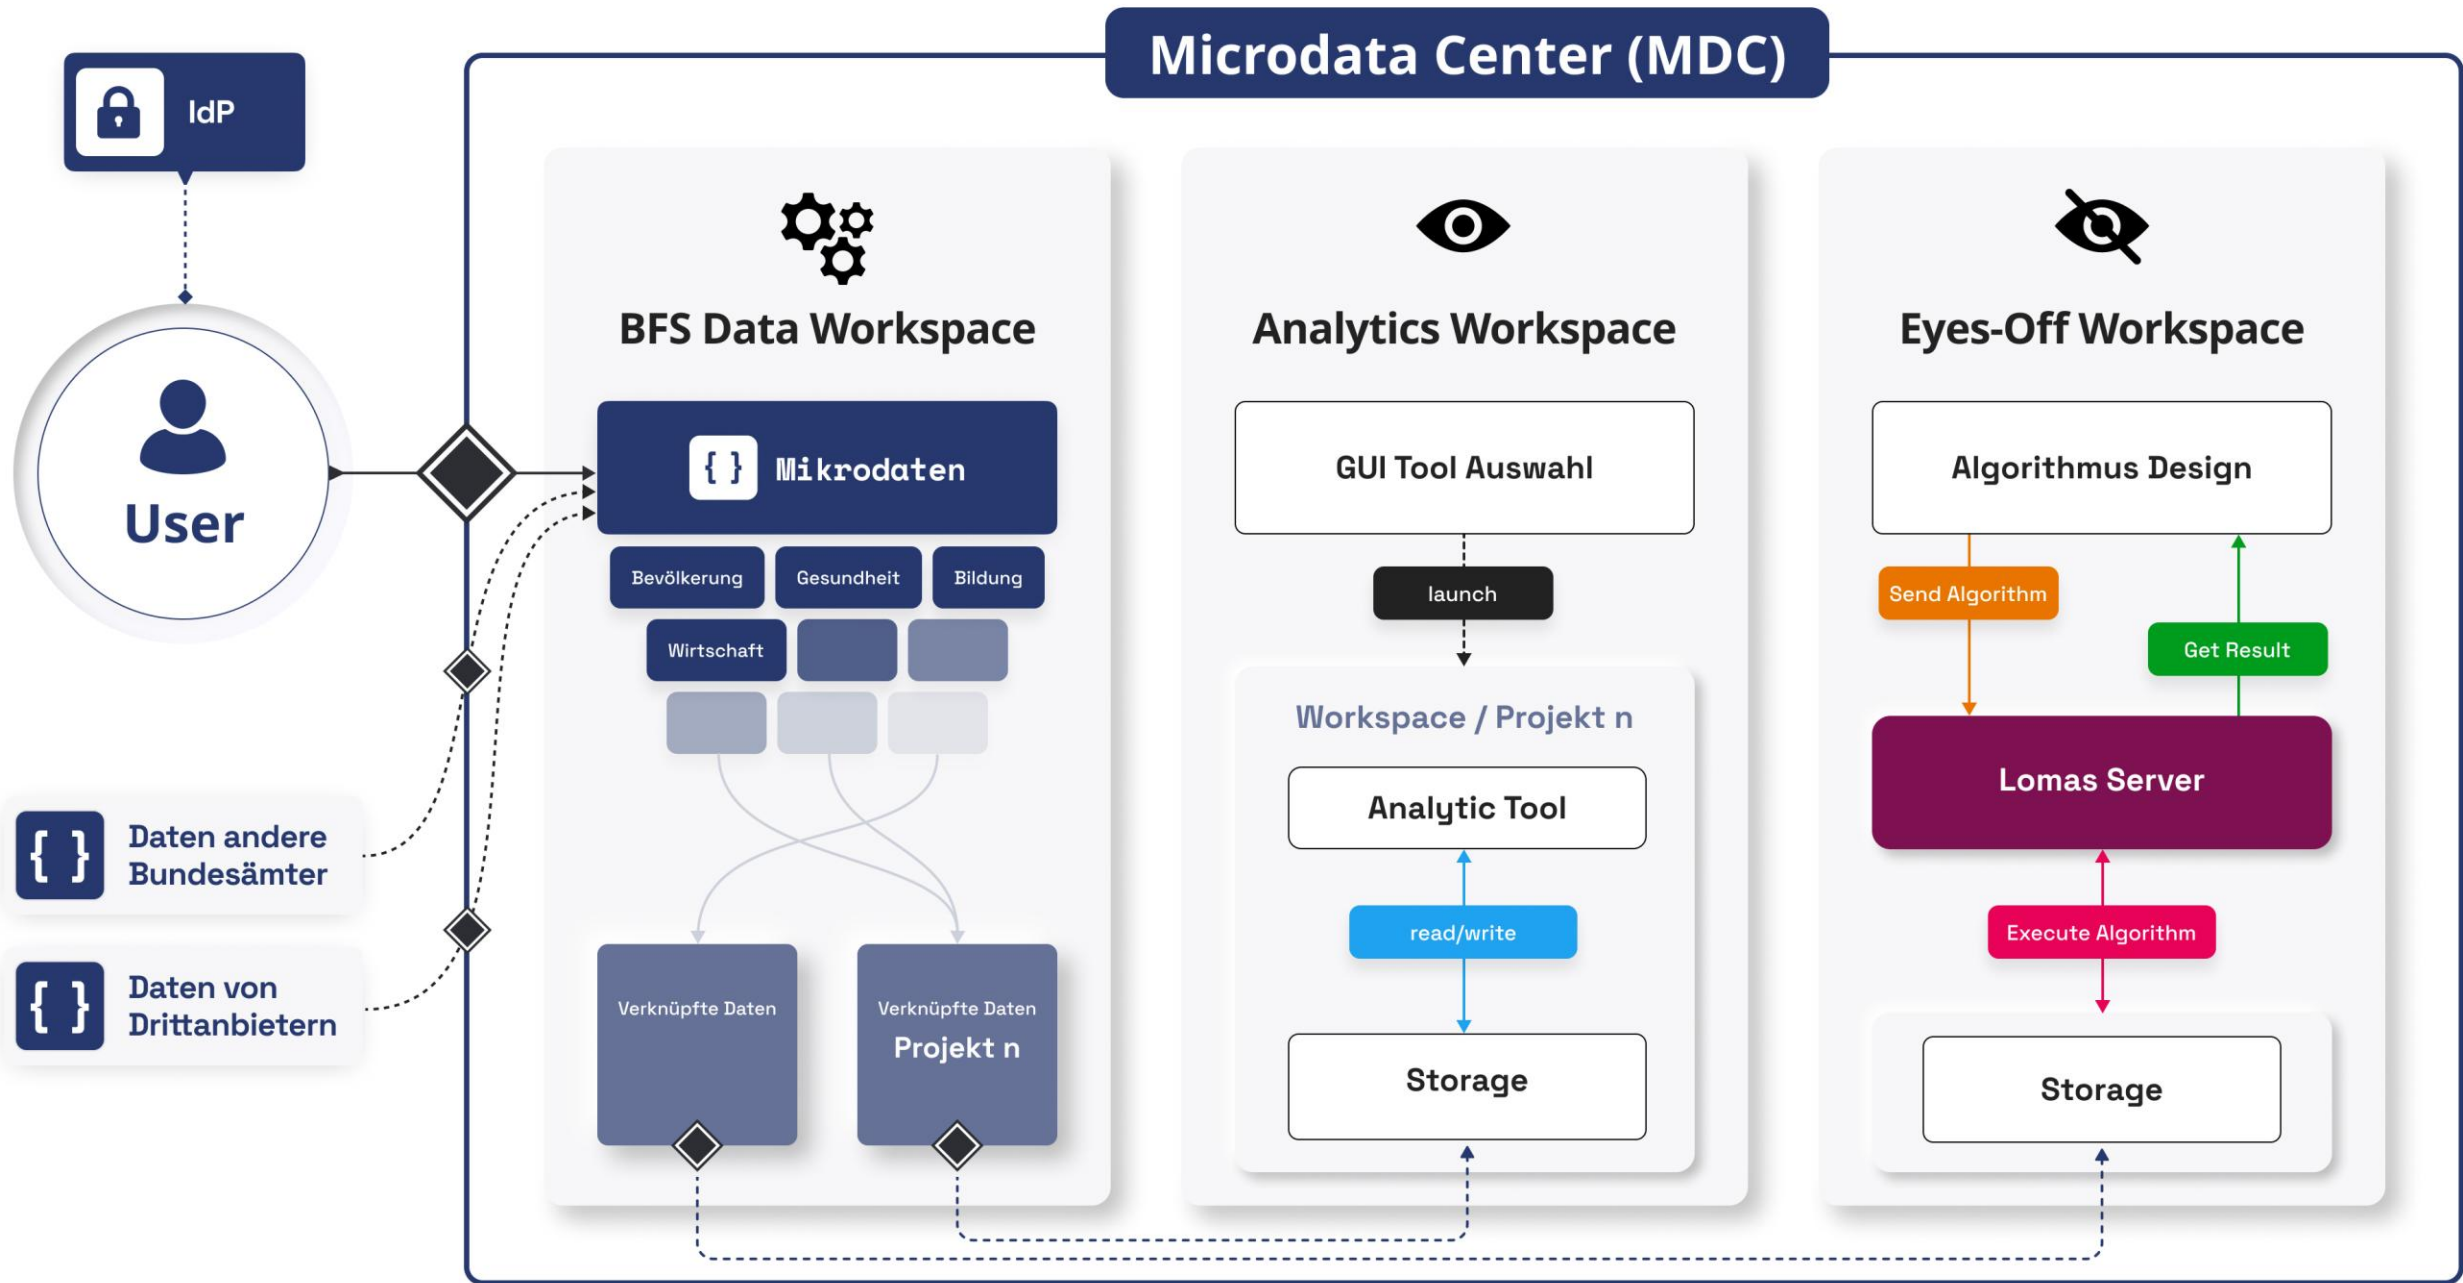 Microdata Center (MDC)
IdP
User
Daten andere
Bundesämter
Daten von
Drittanbietern
BFS Data Workspace
{ } Mikrodaten
Bevölkerung
Gesundheit
Bildung
Wirtschaft
Verknüpfte Daten
Verknüpfte Daten
Projekt n
Analytics Workspace
GUI Tool Auswahl
launch
Workspace / Projekt n
Analytic Tool
read/write
Storage
Eyes-Off Workspace
Algorithmus Design
Send Algorithm
Get Result
Lomas Server
Execute Algorithm
Storage